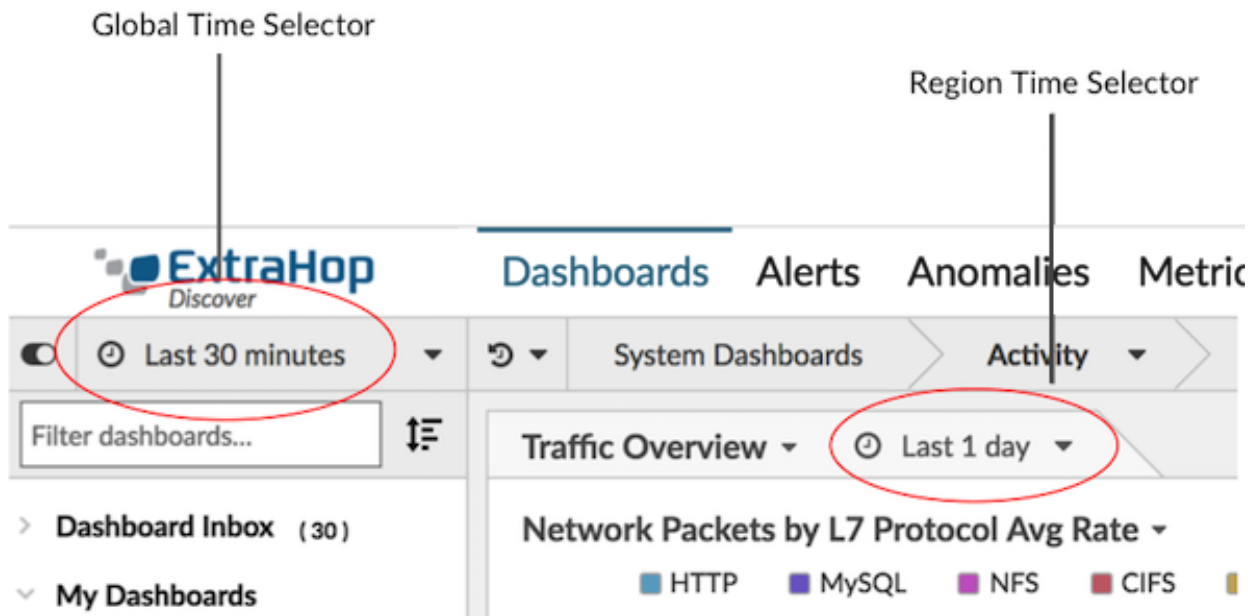 Global Time Selector
Region Time Selector
ExtraHop
Discover
Dashboards Alerts Anomalies Metric
Last 30 minutes
System Dashboards Activity
Filter dashboards...
Traffic Overview Last 1 day
Dashboard Inbox (30)
Network Packets by L7 Protocol Avg Rate
HTTP MySQL NFS CIFS
My Dashboards